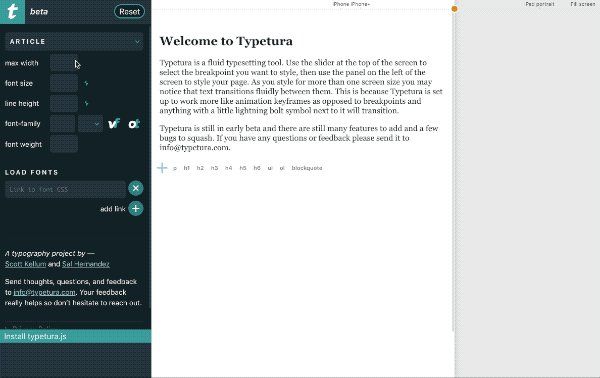 t beta Reset
iPhone iPhone+ iPad portrait Fill screen
ARTICLE
max width
font size
line height
font-family
font weight
LOAD FONTS
Link to font CSS
add link
A typography project by —
Scott Kellum and Sal Hernandez
Send thoughts, questions, and feedback
to info@typetura.com. Your feedback
really helps so don't hesitate to reach out.
Privacy Policy
Install typetura.js
Welcome to Typetura
Typetura is a fluid typesetting tool. Use the slider at the top of the screen to
select the breakpoint you want to style, then use the panel on the left of the
screen to style your page. As you style for more than one screen size you may
notice that text transitions fluidly between them. This is because Typetura is set
up to work more like animation keyframes as opposed to breakpoints and
anything with a little lightning bolt symbol next to it will transition.
Typetura is still in early beta and there are still many features to add and a few
bugs to squash. If you have any questions or feedback please send it to
info@typetura.com.
p h1 h2 h3 h4 h5 h6 ul ol blockquote